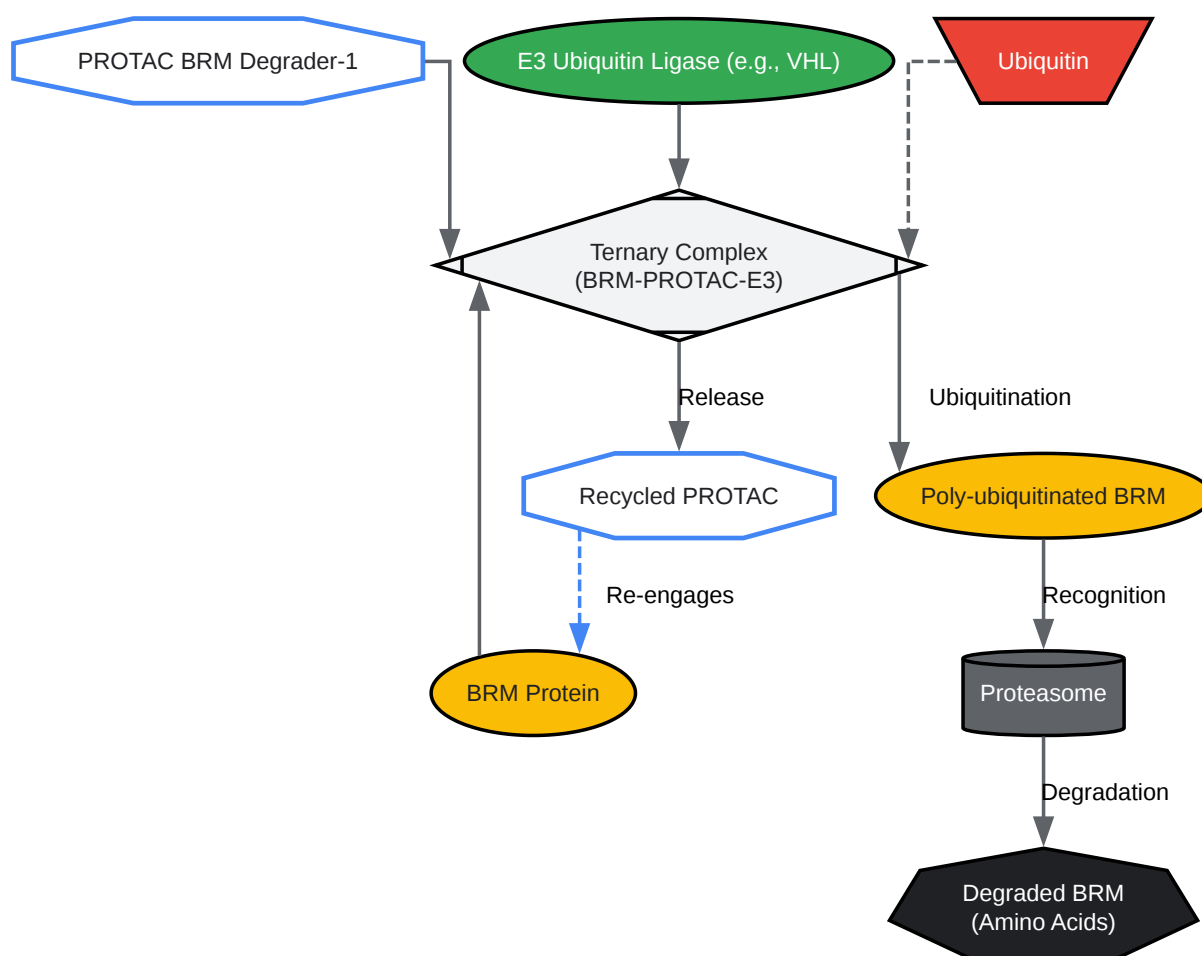 PROTAC BRM Degrader-1
E3 Ubiquitin Ligase (e.g., VHL)
Ubiquitin
Ternary Complex
(BRM-PROTAC-E3)
Release
Ubiquitination
Recycled PROTAC
Poly-ubiquitinated BRM
Re-engages
Recognition
BRM Protein
Proteasome
Degradation
Degraded BRM
(Amino Acids)